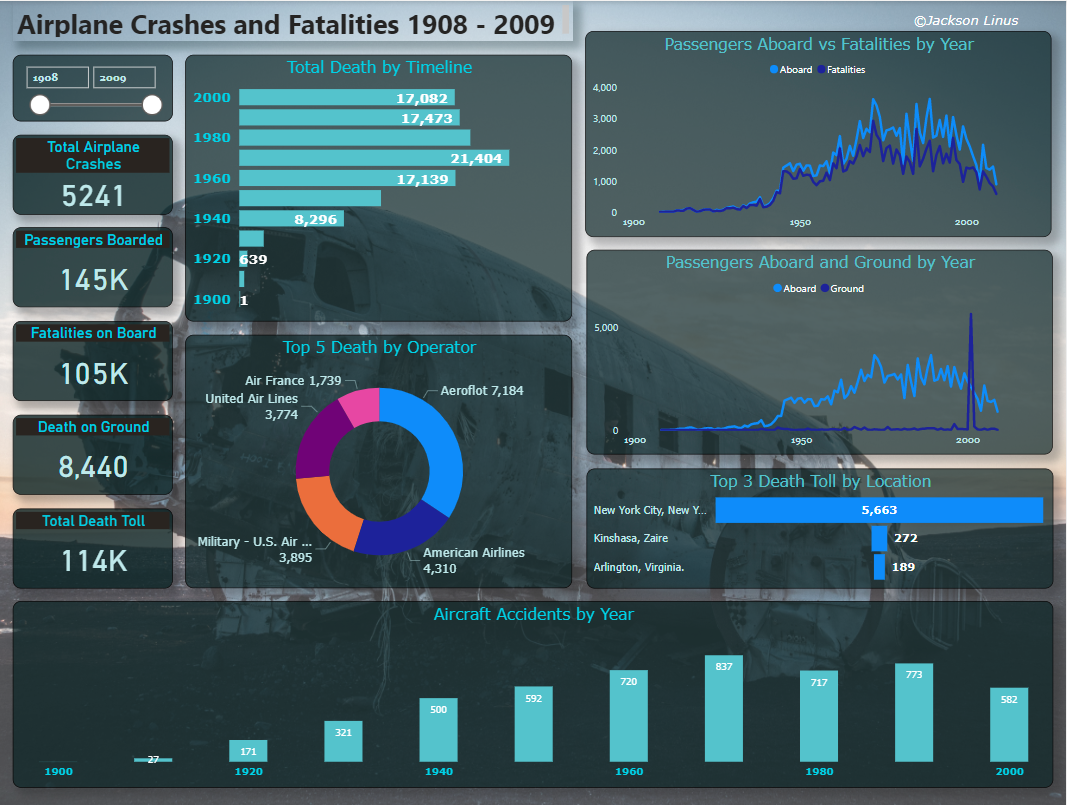 Airplane Crashes and Fatalities 1908 - 2009
©Jackson Linus
1908
2009
Total Airplane
Crashes
5241
Passengers Boarded
145K
Fatalities on Board
105K
Death on Ground
8,440
Total Death Toll
114K
Total Death by Timeline
2000
17,082
17,473
1980
21,404
1960
17,139
1940
8,296
1920
639
1900
1
Top 5 Death by Operator
Air France 1,739
United Air Lines
3,774
Aeroflot 7,184
Military - U.S. Air ...
3,895
American Airlines
4,310
Passengers Aboard vs Fatalities by Year
Aboard Fatalities
4,000
3,000
2,000
1,000
0
1900 1950 2000
Passengers Aboard and Ground by Year
Aboard Ground
5,000
0
1900 1950 2000
Top 3 Death Toll by Location
New York City, New Y... 5,663
Kinshasa, Zaire 272
Arlington, Virginia. 189
Aircraft Accidents by Year
27 171 321 500 592 720 837 717 773 582
1900 1920 1940 1960 1980 2000